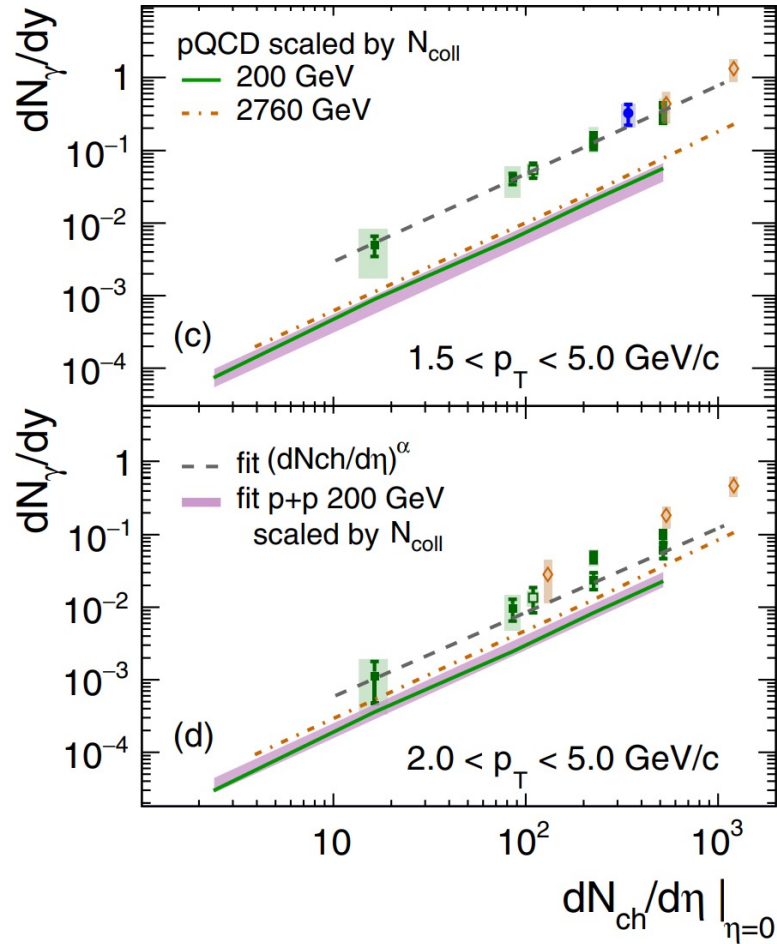 pQCD scaled by N_coll
200 GeV
2760 GeV
dN_γ/dy
1
10^-1
10^-2
10^-3
10^-4
(c)
1.5 < p_T < 5.0 GeV/c
fit (dNch/dη)^α
fit p+p 200 GeV
scaled by N_coll
dN_γ/dy
1
10^-1
10^-2
10^-3
10^-4
(d)
2.0 < p_T < 5.0 GeV/c
10
10^2
10^3
dN_ch/dη |_η=0